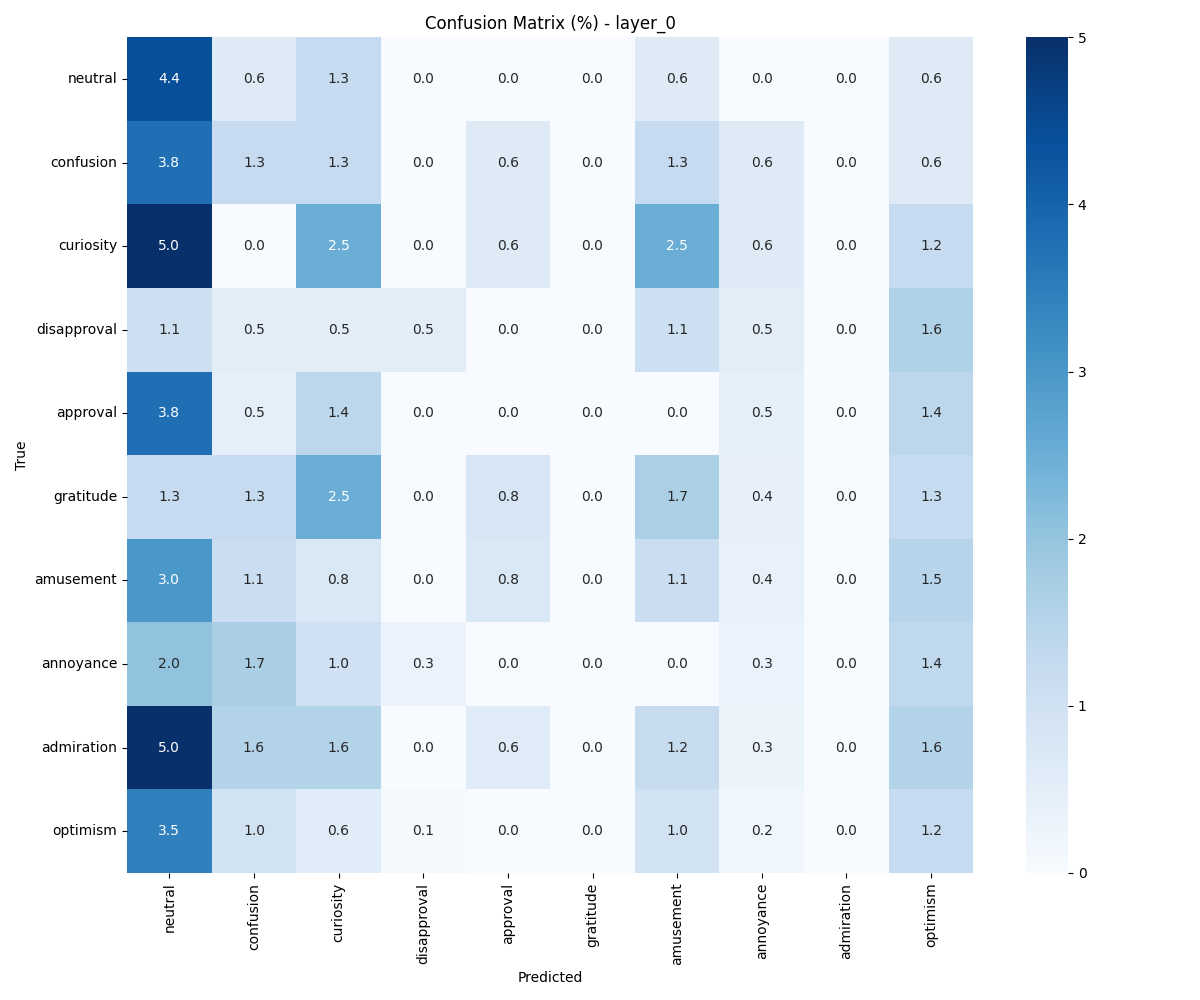 Confusion Matrix (%) - layer_0
True
neutral 4.4 0.6 1.3 0.0 0.0 0.0 0.6 0.0 0.0 0.6
confusion 3.8 1.3 1.3 0.0 0.6 0.0 1.3 0.6 0.0 0.6
curiosity 5.0 0.0 2.5 0.0 0.6 0.0 2.5 0.6 0.0 1.2
disapproval 1.1 0.5 0.5 0.5 0.0 0.0 1.1 0.5 0.0 1.6
approval 3.8 0.5 1.4 0.0 0.0 0.0 0.0 0.5 0.0 1.4
gratitude 1.3 1.3 2.5 0.0 0.8 0.0 1.7 0.4 0.0 1.3
amusement 3.0 1.1 0.8 0.0 0.8 0.0 1.1 0.4 0.0 1.5
annoyance 2.0 1.7 1.0 0.3 0.0 0.0 0.0 0.3 0.0 1.4
admiration 5.0 1.6 1.6 0.0 0.6 0.0 1.2 0.3 0.0 1.6
optimism 3.5 1.0 0.6 0.1 0.0 0.0 1.0 0.2 0.0 1.2
neutral confusion curiosity disapproval approval gratitude amusement annoyance admiration optimism
Predicted
5
4
3
2
1
0